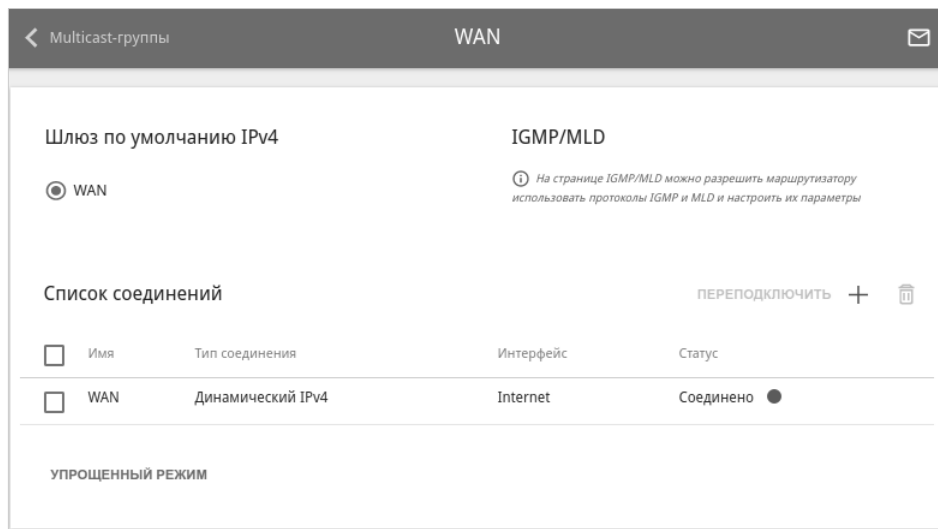 Multicast-группы
WAN
Шлюз по умолчанию IPv4
WAN
IGMP/MLD
На странице IGMP/MLD можно разрешить маршрутизатору
использовать протоколы IGMP и MLD и настроить их параметры
Список соединений
ПЕРЕПОДКЛЮЧИТЬ
Имя Тип соединения Интерфейс Статус
WAN Динамический IPv4 Internet Соединено
УПРОЩЕННЫЙ РЕЖИМ